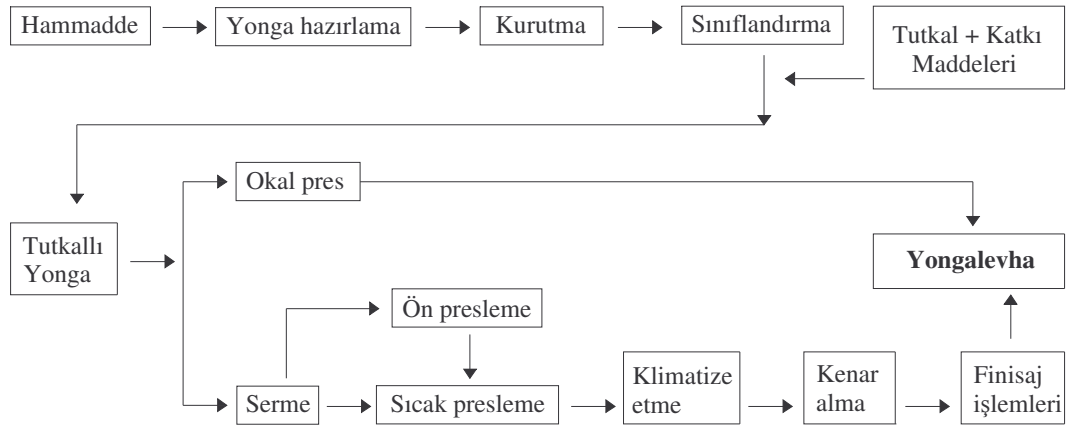 Hammadde
Yonga hazırlama
Kurutma
Sınıflandırma
Tutkal + Katkı
Maddeleri
Okal pres
Tutkallı
Yonga
Yongalevha
Ön presleme
Serme
Sıcak presleme
Klimatize
etme
Kenar
alma
Finisaj
işlemleri